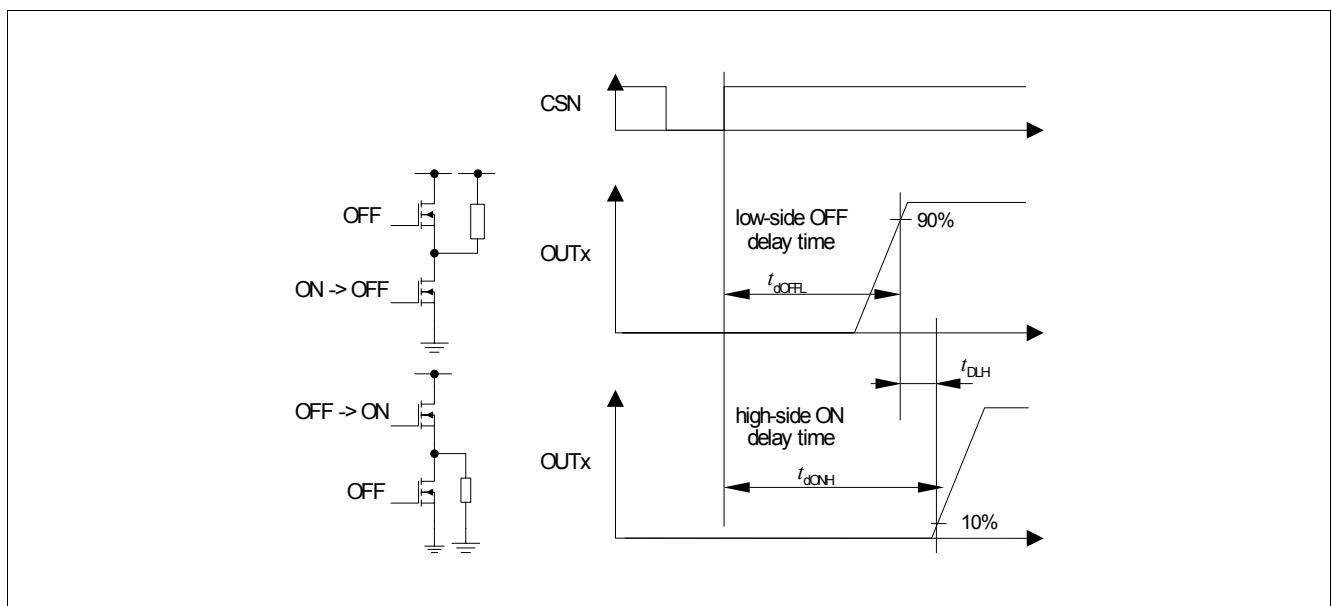 CSN
OFF
ON -> OFF
OUTx
low-side OFF
delay time
90%
tdOFFL
tDLH
OFF -> ON
OFF
OUTx
high-side ON
delay time
tdONH
10%